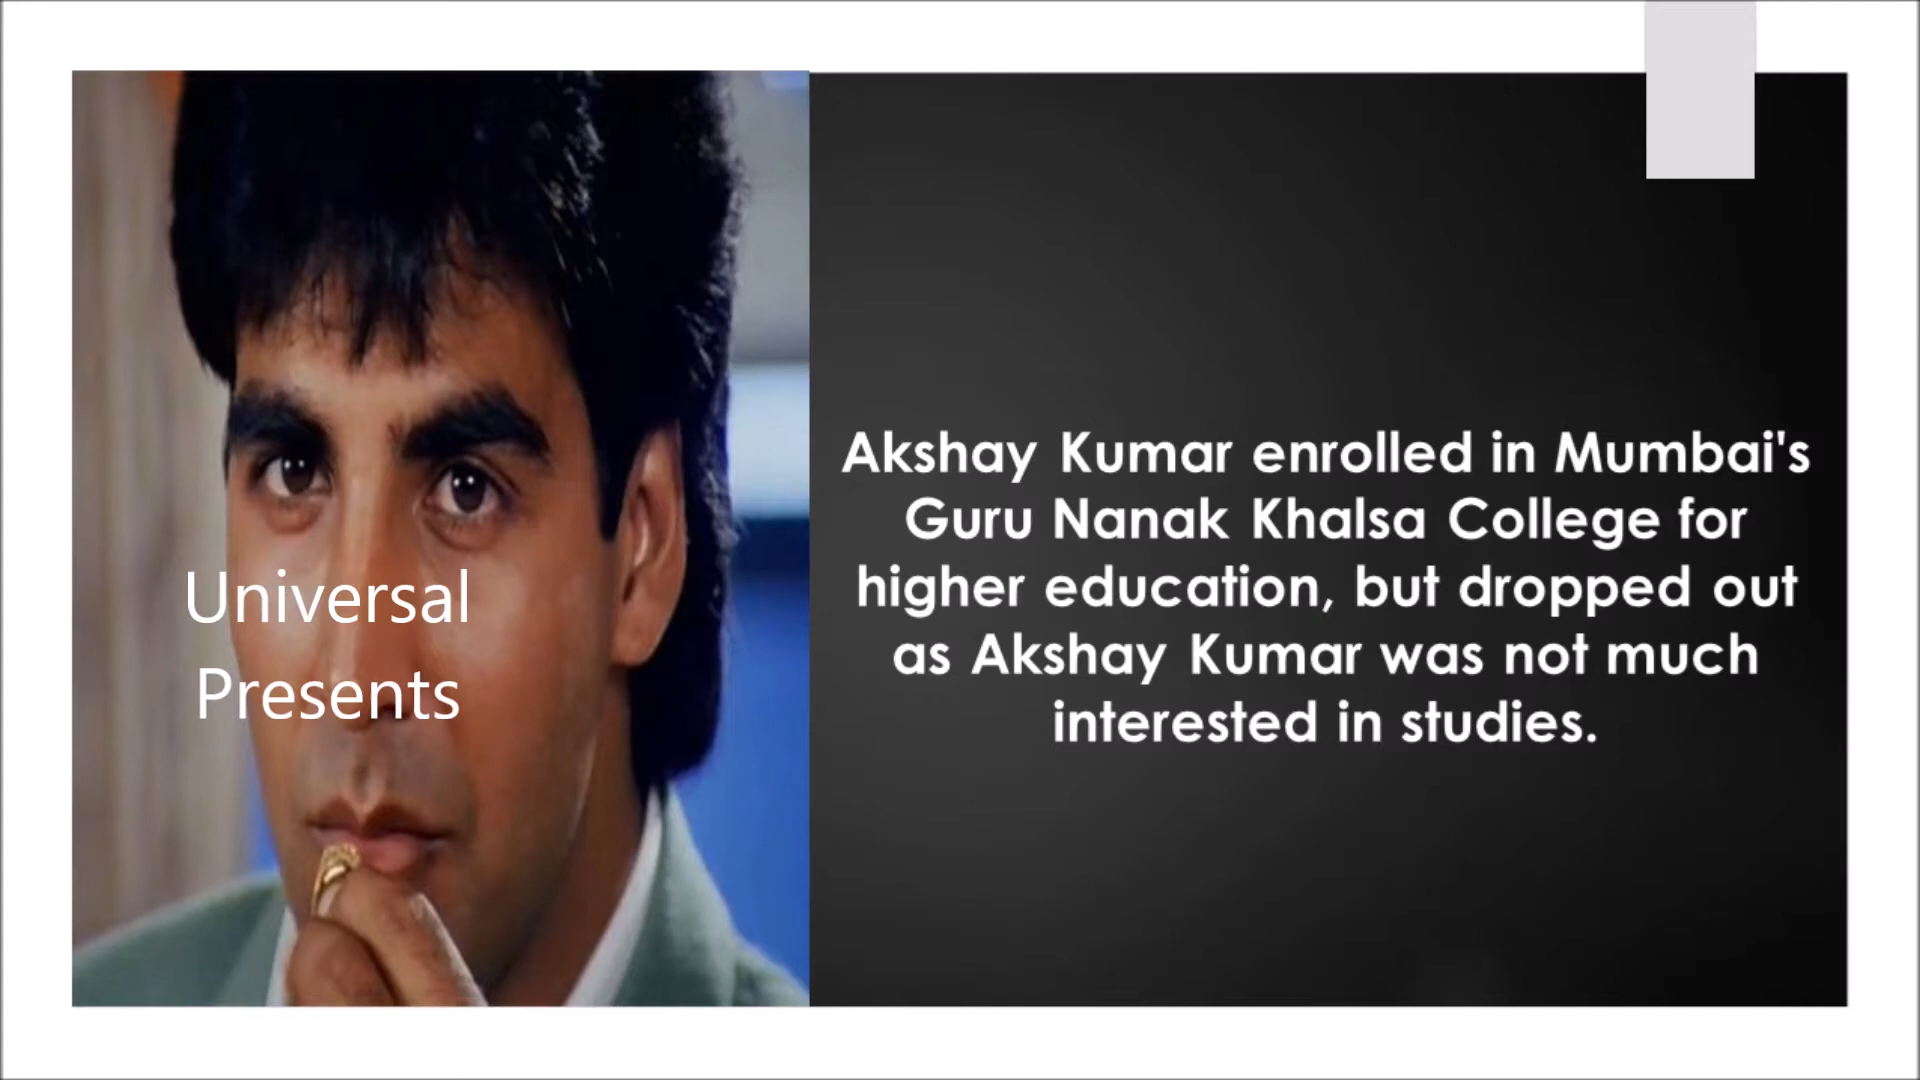 Universal
Presents
Akshay Kumar enrolled in Mumbai's
Guru Nanak Khalsa College for
higher education, but dropped out
as Akshay Kumar was not much
interested in studies.